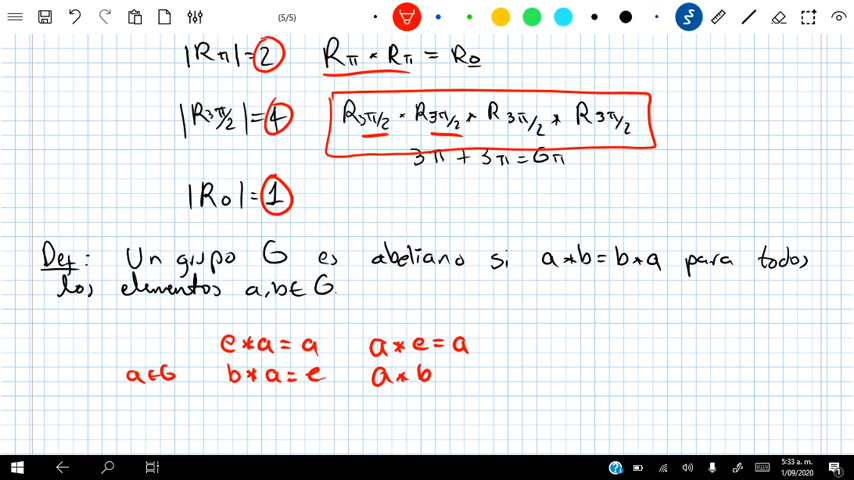 (5/5)
|Rπ|=2 Rπ * Rπ = R0
|R3π/2|=4 R3π/2 * R3π/2 * R3π/2 * R3π/2
3π + 3π = 6π
|R0|=1
Def: Un grupo G es abeliano si a*b=b*a para todos
los elementos a,b∈G.
e*a=a a*e=a
a∈G b*a=e a*b
5:33 a. m.
1/09/2020